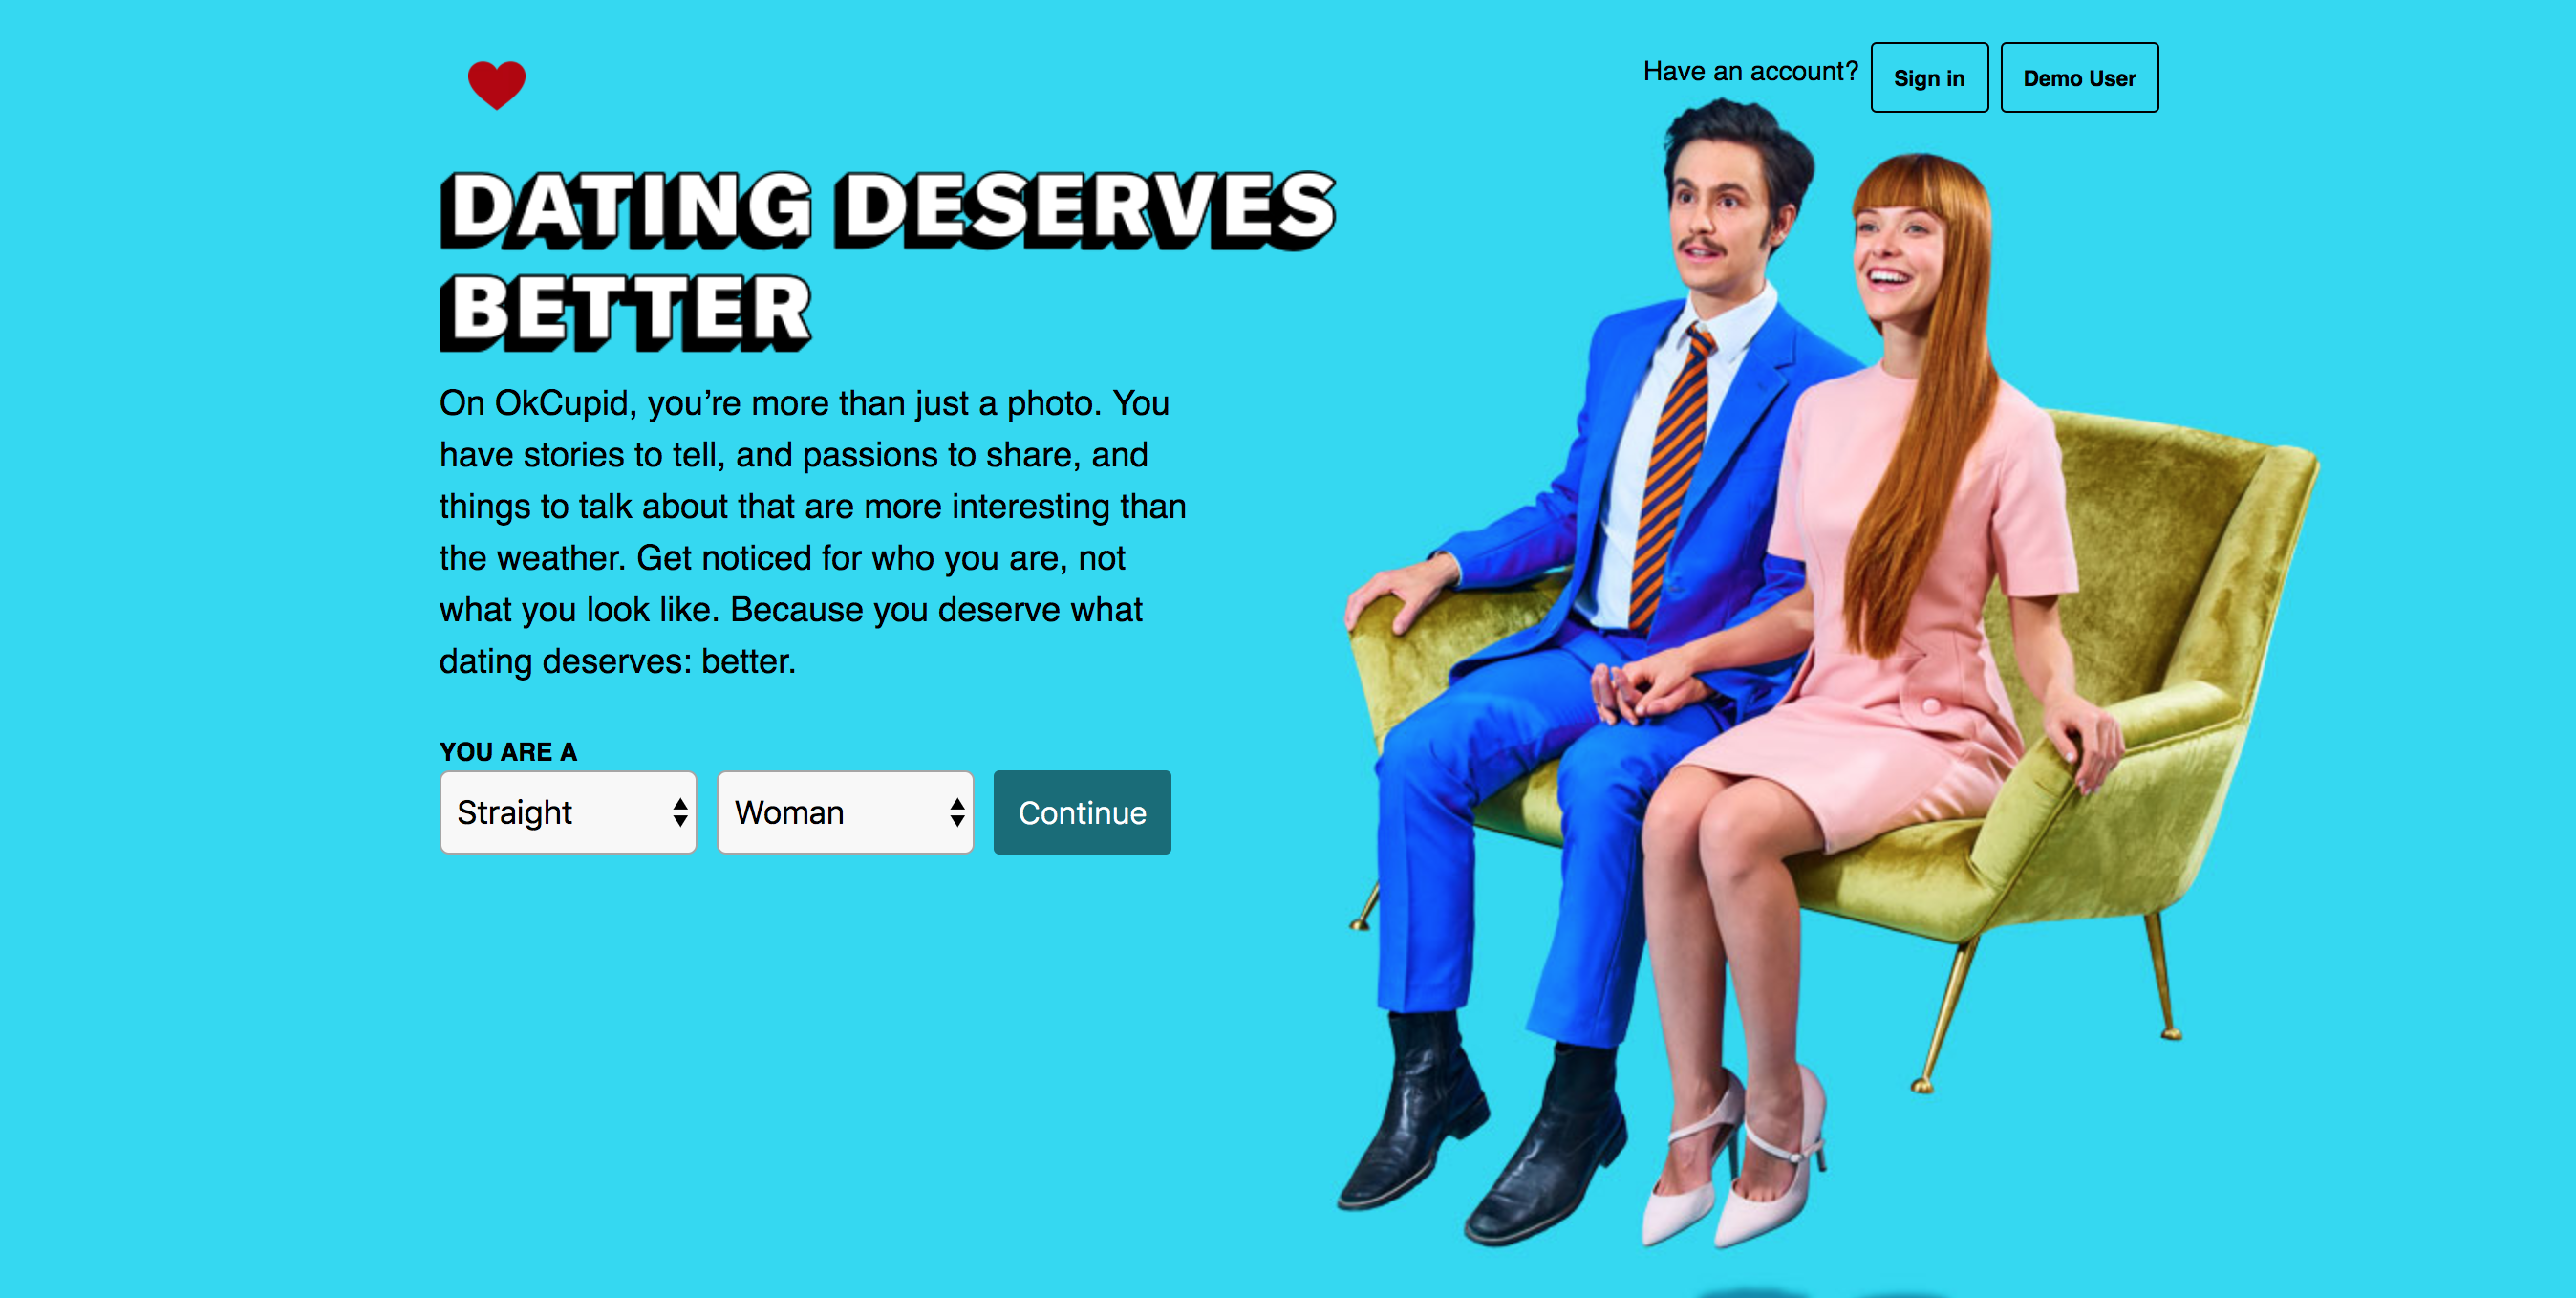 Have an account? Sign in Demo User
DATING DESERVES
BETTER
On OkCupid, you’re more than just a photo. You
have stories to tell, and passions to share, and
things to talk about that are more interesting than
the weather. Get noticed for who you are, not
what you look like. Because you deserve what
dating deserves: better.
YOU ARE A
Straight Woman Continue